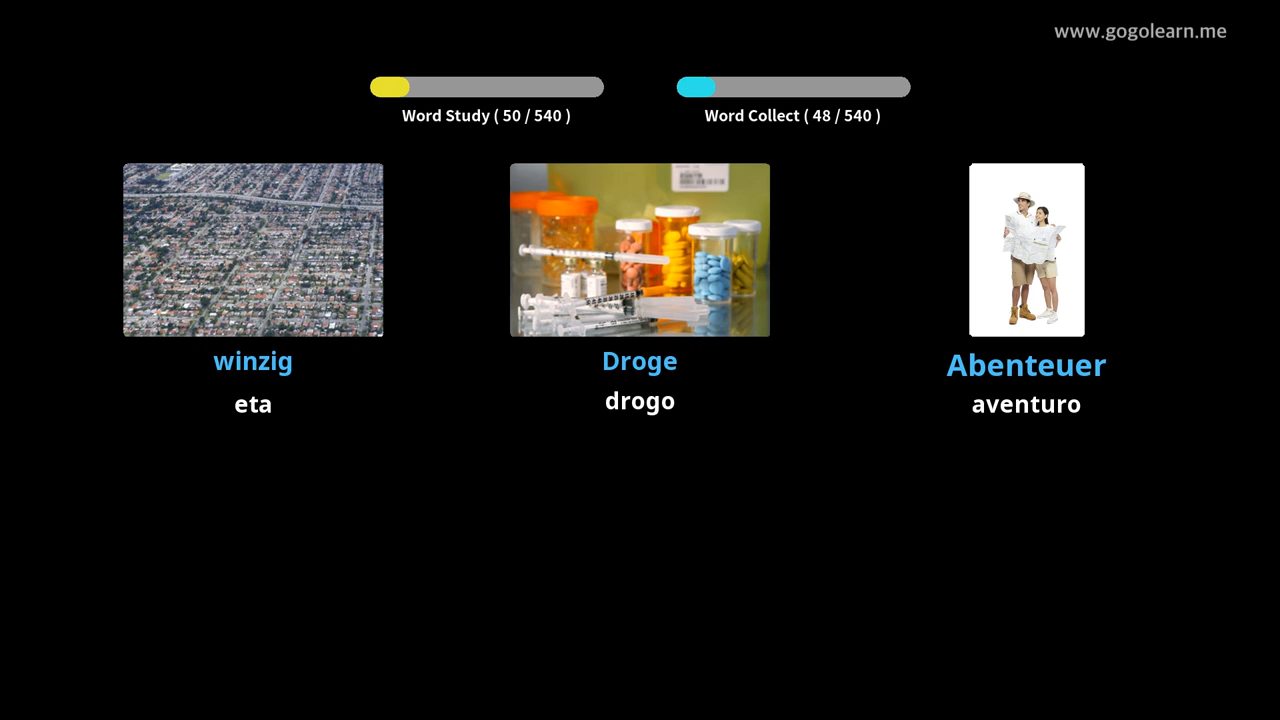 www.gogolearn.me
Word Study ( 50 / 540 )
Word Collect ( 48 / 540 )
winzig
eta
Droge
drogo
Abenteuer
aventuro